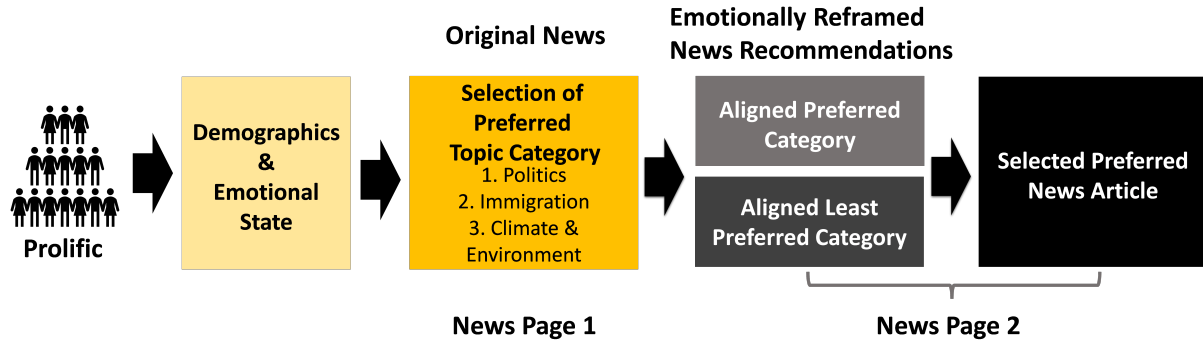 Prolific
Demographics
&
Emotional
State
Original News
Selection of
Preferred
Topic Category
1. Politics
2. Immigration
3. Climate &
Environment
News Page 1
Emotionally Reframed
News Recommendations
Aligned Preferred
Category
Aligned Least
Preferred Category
Selected Preferred
News Article
News Page 2